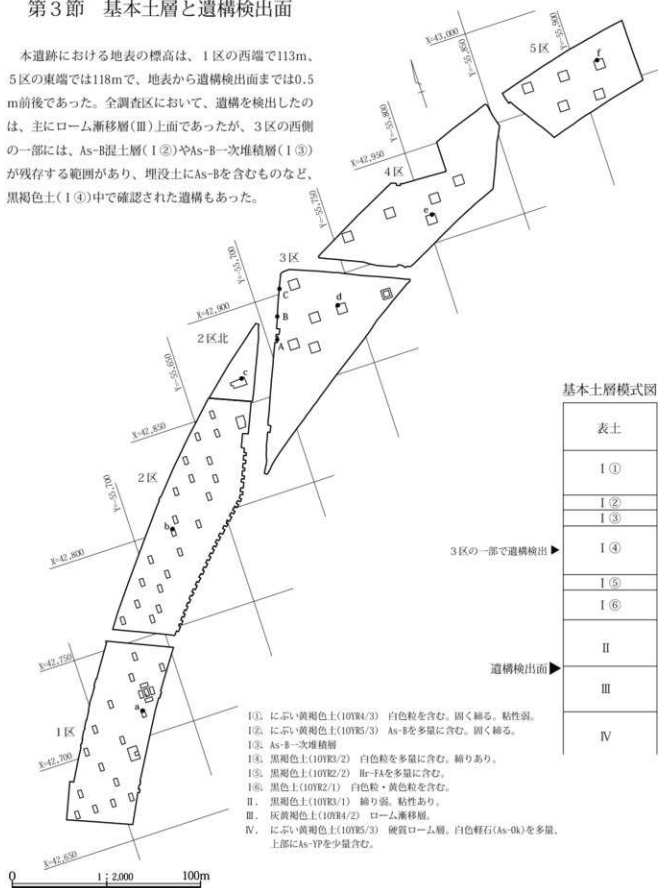 第３節　基本土層と遺構検出面
本遺跡における地表の標高は、１区の西端で113m、
５区の東端では118mで、地表から遺構検出面までは0.5
m前後であった。全調査区において、遺構を検出したの
は、主にローム漸移層(Ⅲ)上面であったが、３区の西側
の一部には、As-B混土層(Ⅰ②)やAs-B一次堆積層(Ⅰ③)
が残存する範囲があり、埋没土にAs-Bを含むものなど、
黒褐色土(Ⅰ④)中で確認された遺構もあった。
X=43,000
Y=-55,850
Y=-55,900
５区
f
X=42,950
Y=-55,800
４区
e
Y=-55,750
Y=-55,700
３区
X=42,900
C
B
A
d
２区北
c
Y=-55,650
X=42,850
２区
Y=-55,700
b
X=42,800
X=42,750
１区
a
X=42,700
X=42,650
0
1：2,000
100m
基本土層模式図
表土
Ⅰ①
Ⅰ②
Ⅰ③
３区の一部で遺構検出▶
Ⅰ④
Ⅰ⑤
Ⅰ⑥
Ⅱ
遺構検出面▶
Ⅲ
Ⅳ
Ⅰ①．にぶい黄褐色土(10YR4/3)　白色粒を含む。固く締る。粘性弱。
Ⅰ②．にぶい黄褐色土(10YR5/3)　As-Bを多量に含む。固く締る。
Ⅰ③．As-B一次堆積層
Ⅰ④．黒褐色土(10YR3/2)　白色粒を多量に含む。締りあり。
Ⅰ⑤．黒褐色土(10YR2/2)　Hr-FAを多量に含む。
Ⅰ⑥．黒色土(10YR2/1)　白色粒・黄色粒を含む。
Ⅱ．黒褐色土(10YR3/1)　締り弱。粘性あり。
Ⅲ．灰黄褐色土(10YR4/2)　ローム漸移層。
Ⅳ．にぶい黄褐色土(10YR5/3)　硬質ローム層。白色軽石(As-Ok)を多量、
上部にAs-YPを少量含む。